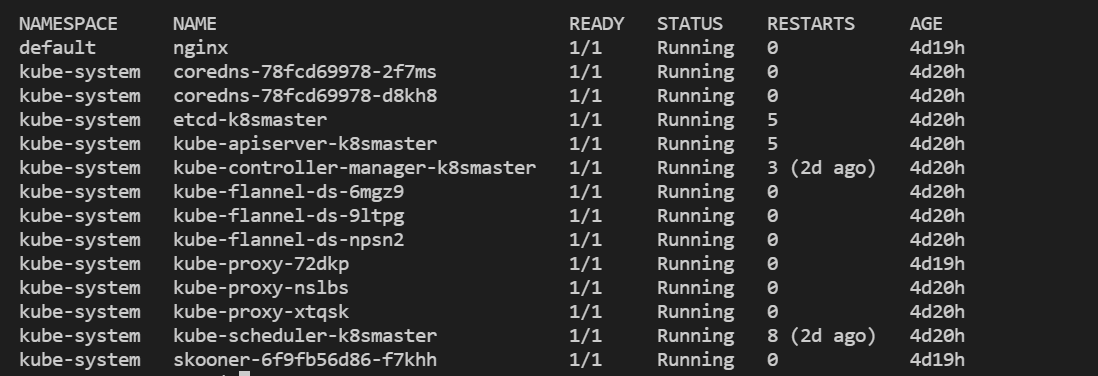 NAMESPACE NAME READY STATUS RESTARTS AGE
default nginx 1/1 Running 0 4d19h
kube-system coredns-78fcd69978-2f7ms 1/1 Running 0 4d20h
kube-system coredns-78fcd69978-d8kh8 1/1 Running 0 4d20h
kube-system etcd-k8smaster 1/1 Running 5 4d20h
kube-system kube-apiserver-k8smaster 1/1 Running 5 4d20h
kube-system kube-controller-manager-k8smaster 1/1 Running 3 (2d ago) 4d20h
kube-system kube-flannel-ds-6mgz9 1/1 Running 0 4d20h
kube-system kube-flannel-ds-9ltpg 1/1 Running 0 4d20h
kube-system kube-flannel-ds-npsn2 1/1 Running 0 4d20h
kube-system kube-proxy-72dkp 1/1 Running 0 4d19h
kube-system kube-proxy-nslbs 1/1 Running 0 4d20h
kube-system kube-proxy-xtqsk 1/1 Running 0 4d20h
kube-system kube-scheduler-k8smaster 1/1 Running 8 (2d ago) 4d20h
kube-system skooner-6f9fb56d86-f7khh 1/1 Running 0 4d19h